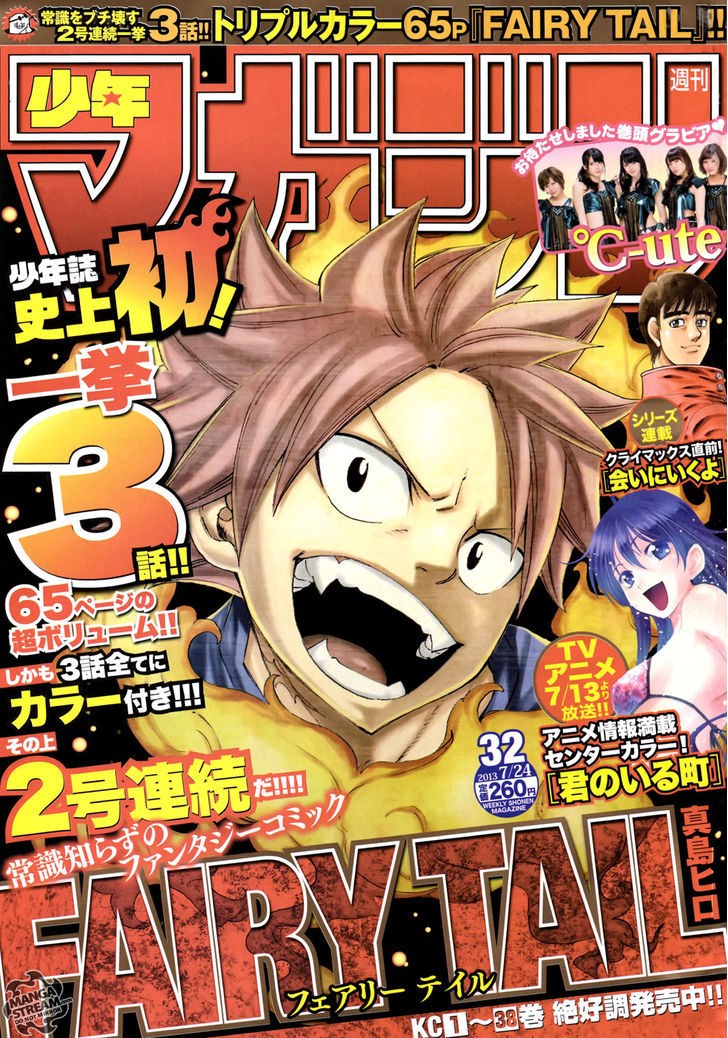 常識をブチ壊す
2号連続一挙
3話!! トリプルカラー65P『FAIRY TAIL』!!
週刊
少年
マガジン
お待たせしました巻頭グラビア
℃-ute
少年誌
史上初!
一挙
3
話!!
65ページの
超ボリューム!!
しかも3話全てに
カラー付き!!!
その上
2号連続だ!!!!
シリーズ
連載
クライマックス直前!
[会いにいくよ]
TV
アニメ
7/13より
放送!!
アニメ情報満載
センターカラー!
[君のいる町]
32
2013 7/24
定価260円
WEEKLY SHONEN
MAGAZINE
常識知らずの
ファンタジーコミック
FAIRY TAIL
フェアリー テイル
真島ヒロ
KC1〜38巻 絶好調発売中!!
MANGA
STREAM.com
DO NOT MIRROR